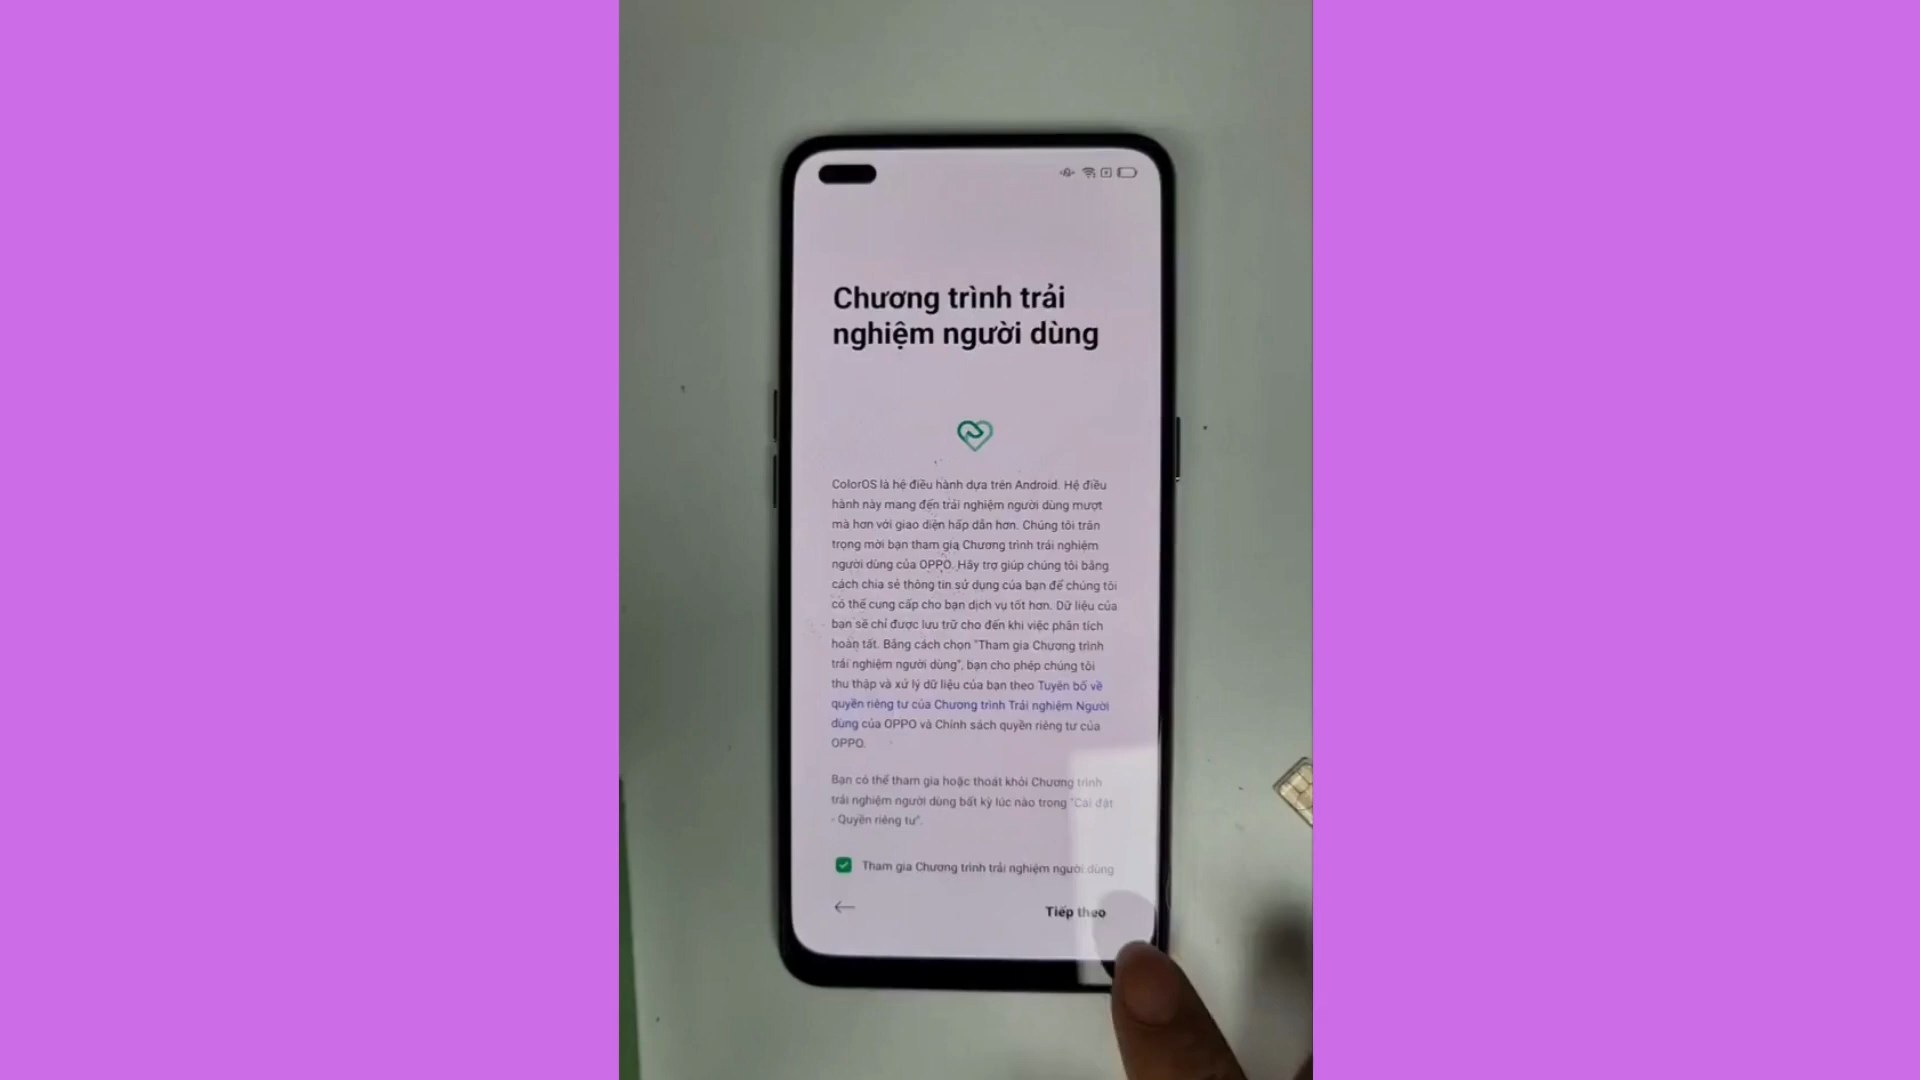 Chương trình trải
nghiệm người dùng
ColorOS là hệ điều hành dựa trên Android. Hệ điều
hành này mang đến trải nghiệm người dùng mượt
mà hơn với giao diện hấp dẫn hơn. Chúng tôi trân
trọng mời bạn tham gia Chương trình trải nghiệm
người dùng của OPPO. Hãy trợ giúp chúng tôi bằng
cách chia sẻ thông tin sử dụng của bạn để chúng tôi
có thể cung cấp cho bạn dịch vụ tốt hơn. Dữ liệu của
bạn sẽ chỉ được lưu trữ cho đến khi việc phân tích
hoàn tất. Bằng cách chọn "Tham gia Chương trình
trải nghiệm người dùng", bạn cho phép chúng tôi
thu thập và xử lý dữ liệu của bạn theo Tuyên bố về
quyền riêng tư của Chương trình Trải nghiệm Người
dùng của OPPO và Chính sách quyền riêng tư của
OPPO.
Bạn có thể tham gia hoặc thoát khỏi Chương trình
trải nghiệm người dùng bất kỳ lúc nào trong "Cài đặt
- Quyền riêng tư".
Tham gia Chương trình trải nghiệm người dùng
Tiếp theo